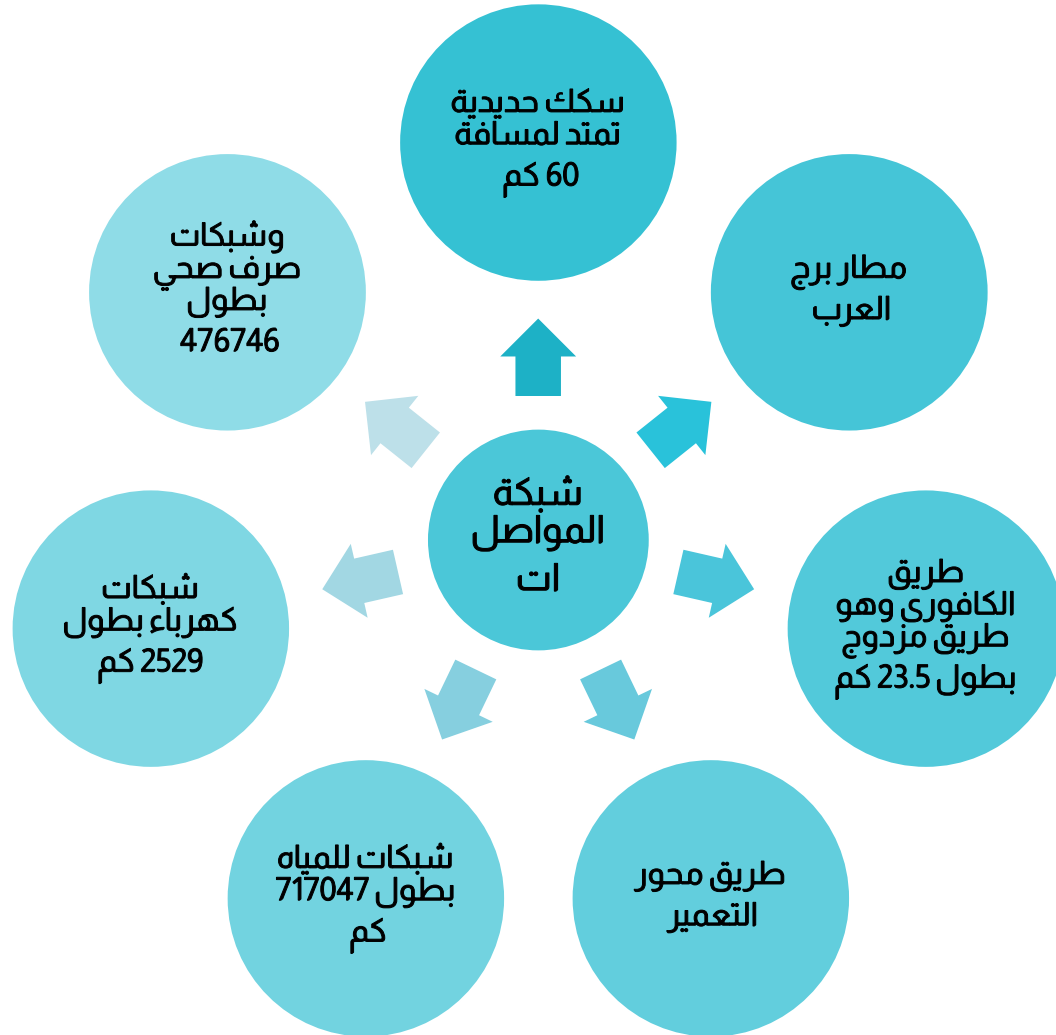 سكك حديدية
تمتد لمسافة
60 كم
مطار برج
العرب
طريق
الكافورى وهو
طريق مزدوج
بطول 23.5 كم
طريق محور
التعمير
شبكات للمياه
بطول 717047
كم
شبكات
كهرباء بطول
2529 كم
وشبكات
صرف صحي
بطول
476746
شبكة
المواصل
ات